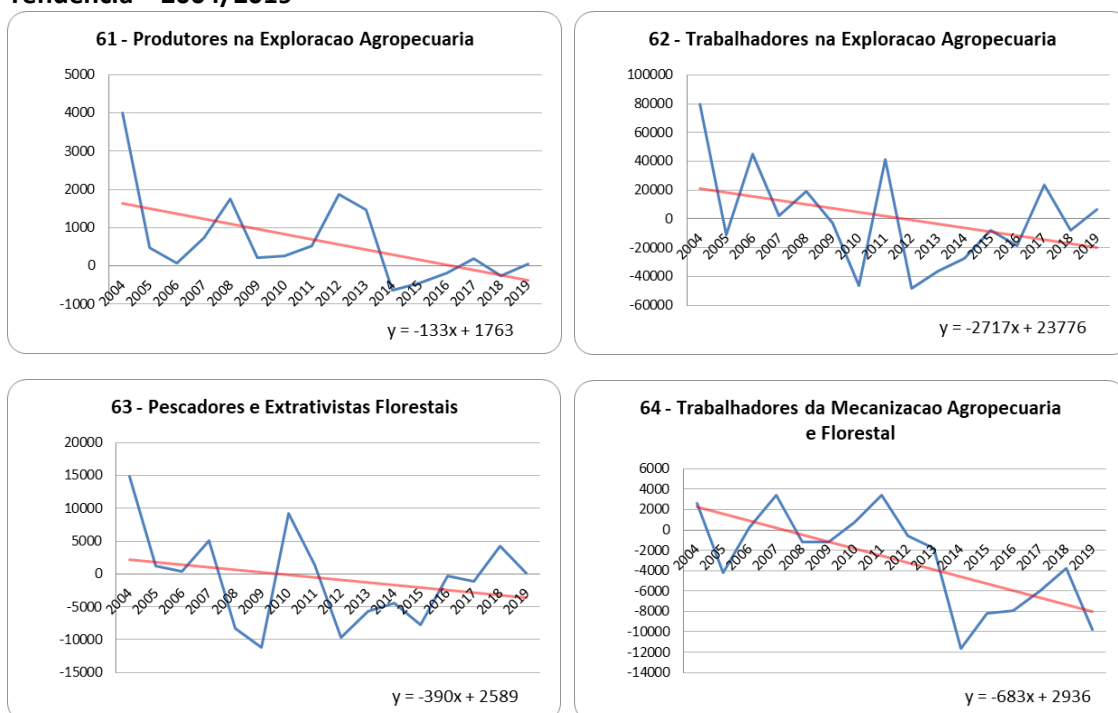 Tendência – 2004/2019
61 - Produtores na Exploracao Agropecuaria
5000
4000
3000
2000
1000
0
-1000
2004 2005 2006 2007 2008 2009 2010 2011 2012 2013 2014 2015 2016 2017 2018 2019
y = -133x + 1763
62 - Trabalhadores na Exploracao Agropecuaria
100000
80000
60000
40000
20000
0
-20000
-40000
-60000
2004 2005 2006 2007 2008 2009 2010 2011 2012 2013 2014 2015 2016 2017 2018 2019
y = -2717x + 23776
63 - Pescadores e Extrativistas Florestais
20000
15000
10000
5000
0
-5000
-10000
-15000
2004 2005 2006 2007 2008 2009 2010 2011 2012 2013 2014 2015 2016 2017 2018 2019
y = -390x + 2589
64 - Trabalhadores da Mecanizacao Agropecuaria
e Florestal
6000
4000
2000
0
-2000
-4000
-6000
-8000
-10000
-12000
-14000
2004 2005 2006 2007 2008 2009 2010 2011 2012 2013 2014 2015 2016 2017 2018 2019
y = -683x + 2936